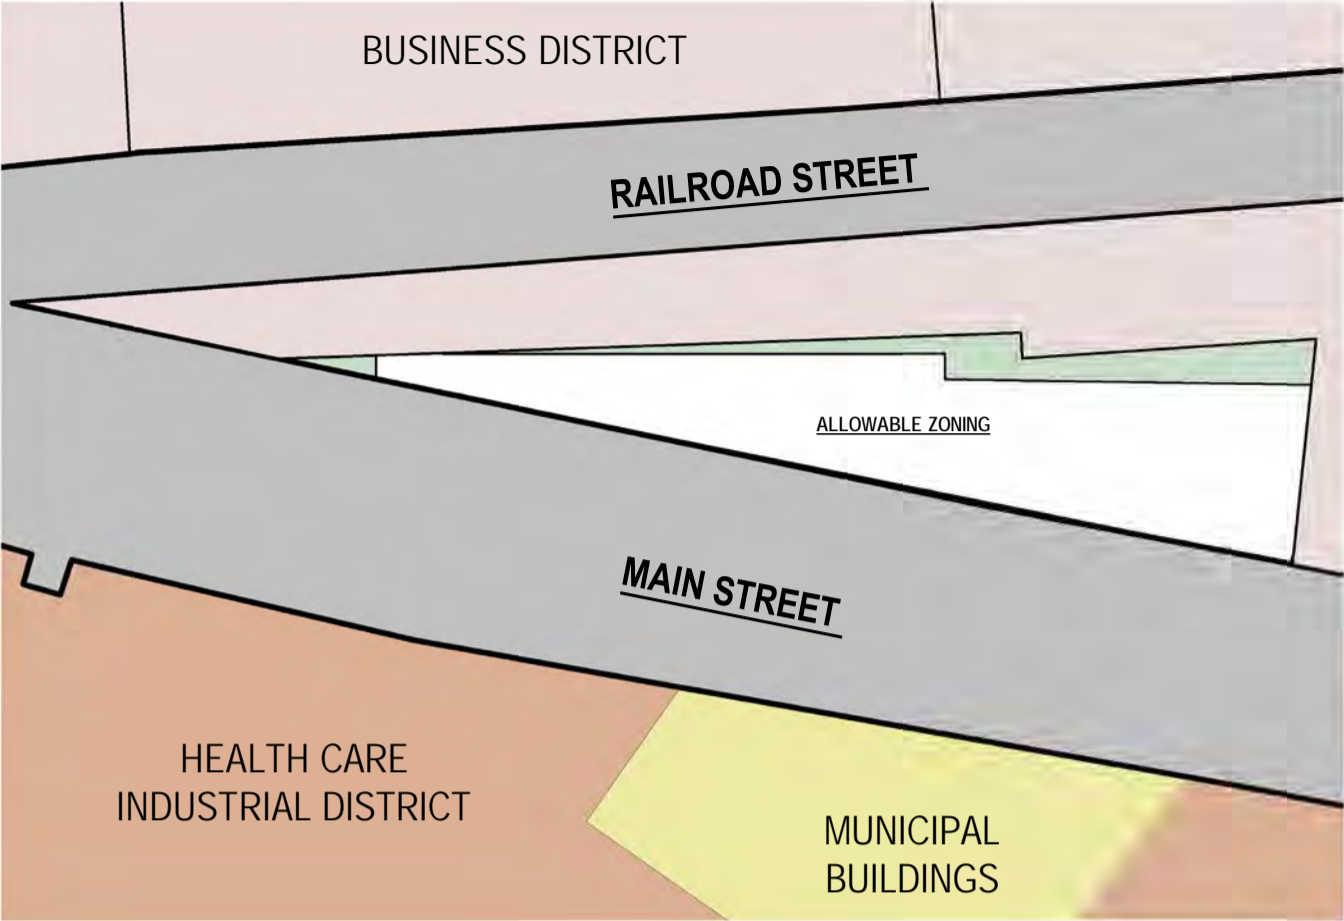 BUSINESS DISTRICT
RAILROAD STREET
ALLOWABLE ZONING
MAIN STREET
HEALTH CARE
INDUSTRIAL DISTRICT
MUNICIPAL
BUILDINGS